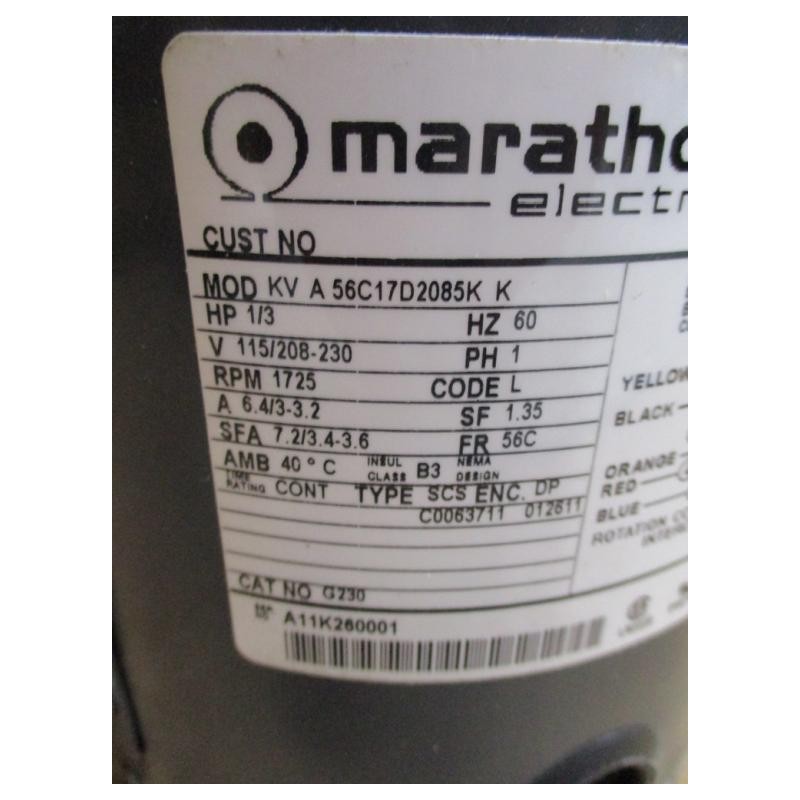 maratho
electr
CUST NO
MOD KV A 56C17D2085K K
HP 1/3 HZ 60
V 115/208-230 PH 1
RPM 1725 CODE L
A 6.4/3-3.2 SF 1.35
SFA 7.2/3.4-3.6 FR 56C
AMB 40°C INSUL CLASS B3 NEMA DESIGN
TIME RATING CONT TYPE SCS ENC. DP
C0063711 012611
CAT NO G230
A11K260001
YELLOW
BLACK
ORANGE
RED
BLUE
ROTATION CO
INTER